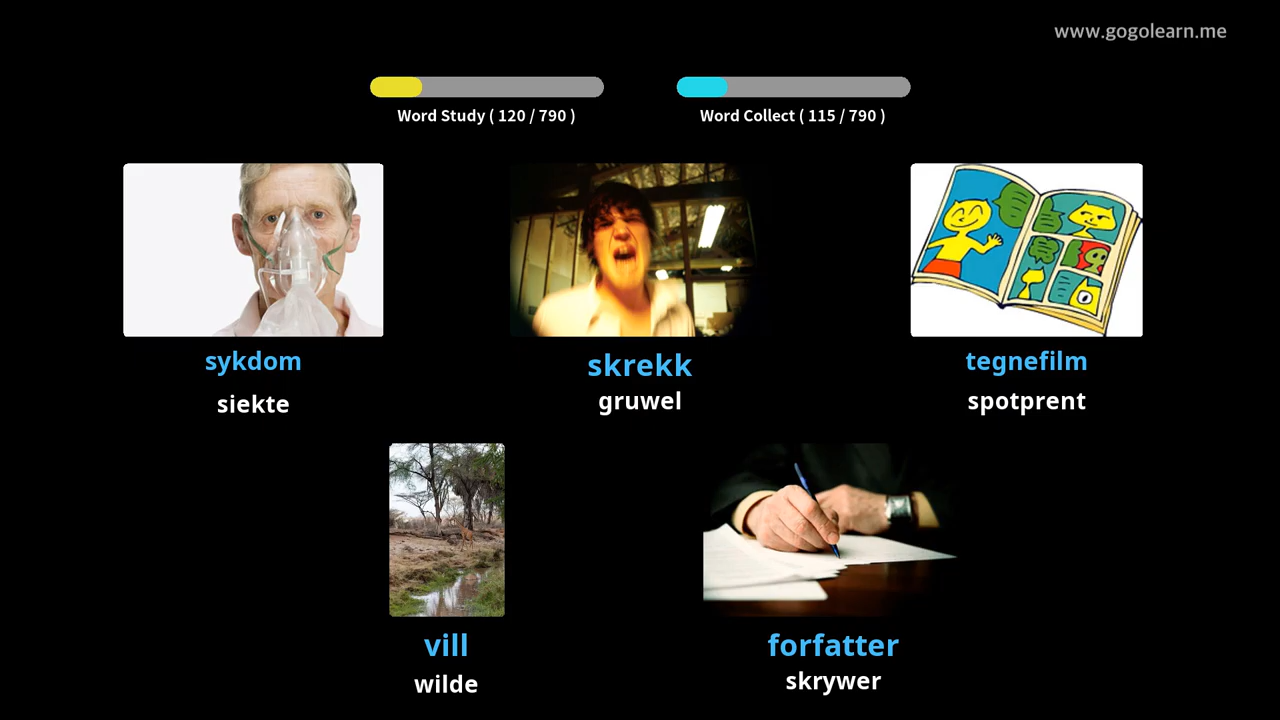 www.gogolearn.me
Word Study ( 120 / 790 )
Word Collect ( 115 / 790 )
sykdom
siekte
skrekk
gruwel
tegnefilm
spotprent
vill
wilde
forfatter
skrywer